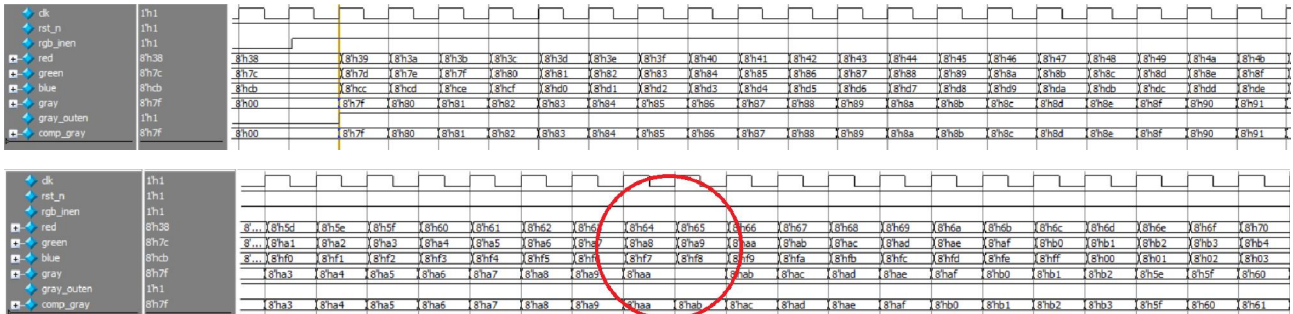 clk 1'h1
rst_n 1'h1
rgb_inen 1'h1
red 8'h38 8'h38 8'h39 8'h3a 8'h3b 8'h3c 8'h3d 8'h3e 8'h3f 8'h40 8'h41 8'h42 8'h43 8'h44 8'h45 8'h46 8'h47 8'h48 8'h49 8'h4a 8'h4b
green 8'h7c 8'h7c 8'h7d 8'h7e 8'h7f 8'h80 8'h81 8'h82 8'h83 8'h84 8'h85 8'h86 8'h87 8'h88 8'h89 8'h8a 8'h8b 8'h8c 8'h8d 8'h8e 8'h8f
blue 8'hcb 8'hcb 8'hcc 8'hcd 8'hce 8'hcf 8'hd0 8'hd1 8'hd2 8'hd3 8'hd4 8'hd5 8'hd6 8'hd7 8'hd8 8'hd9 8'hda 8'hdb 8'hdc 8'hdd 8'hde
gray 8'h7f 8'h00 8'h7f 8'h80 8'h81 8'h82 8'h83 8'h84 8'h85 8'h86 8'h87 8'h88 8'h89 8'h8a 8'h8b 8'h8c 8'h8d 8'h8e 8'h8f 8'h90 8'h91
gray_outen 1'h1
comp_gray 8'h7f 8'h00 8'h7f 8'h80 8'h81 8'h82 8'h83 8'h84 8'h85 8'h86 8'h87 8'h88 8'h89 8'h8a 8'h8b 8'h8c 8'h8d 8'h8e 8'h8f 8'h90 8'h91
clk 1'h1
rst_n 1'h1
rgb_inen 1'h1
red 8'h38 8'... 8'h5d 8'h5e 8'h5f 8'h60 8'h61 8'h62 8'h64 8'h65 8'h66 8'h67 8'h68 8'h69 8'h6a 8'h6b 8'h6c 8'h6d 8'h6e 8'h6f 8'h70
green 8'h7c 8'... 8'ha1 8'ha2 8'ha3 8'ha4 8'ha5 8'ha6 8'ha7 8'ha8 8'ha9 8'haa 8'hab 8'hac 8'had 8'hae 8'haf 8'hb0 8'hb1 8'hb2 8'hb3 8'hb4
blue 8'hcb 8'... 8'hf0 8'hf1 8'hf2 8'hf3 8'hf4 8'hf5 8'hf7 8'hf8 8'hf9 8'hfa 8'hfb 8'hfc 8'hfd 8'hfe 8'hff 8'h00 8'h01 8'h02 8'h03
gray 8'h7f 8'ha3 8'ha4 8'ha5 8'ha6 8'ha7 8'ha8 8'ha9 8'haa 8'hab 8'hac 8'had 8'hae 8'haf 8'hb0 8'hb1 8'hb2 8'h5e 8'h5f 8'h60
gray_outen 1'h1
comp_gray 8'h7f 8'ha3 8'ha4 8'ha5 8'ha6 8'ha7 8'ha8 8'ha9 8'haa 8'hab 8'hac 8'had 8'hae 8'haf 8'hb0 8'hb1 8'hb2 8'hb3 8'h5f 8'h60 8'h61